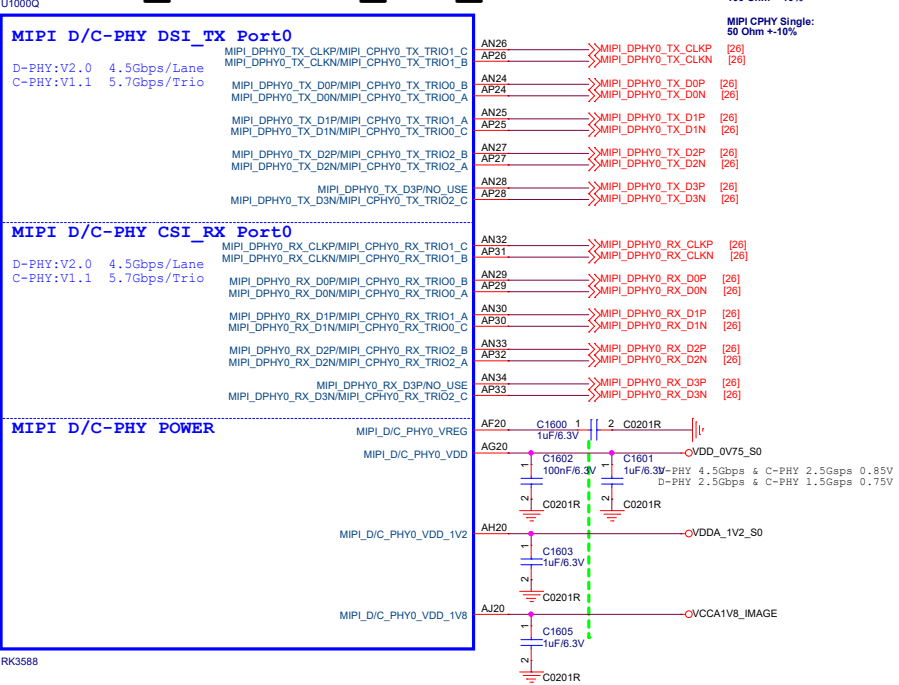 U1000Q
MIPI CPHY Single:
50 Ohm +-10%
MIPI D/C-PHY DSI_TX Port0
D-PHY:V2.0 4.5Gbps/Lane
C-PHY:V1.1 5.7Gbps/Trio
MIPI_DPHY0_TX_CLKP/MIPI_CPHY0_TX_TRIO1_C AN26 MIPI_DPHY0_TX_CLKP [26]
MIPI_DPHY0_TX_CLKN/MIPI_CPHY0_TX_TRIO1_B AP26 MIPI_DPHY0_TX_CLKN [26]
MIPI_DPHY0_TX_D0P/MIPI_CPHY0_TX_TRIO0_B AN24 MIPI_DPHY0_TX_D0P [26]
MIPI_DPHY0_TX_D0N/MIPI_CPHY0_TX_TRIO0_A AP24 MIPI_DPHY0_TX_D0N [26]
MIPI_DPHY0_TX_D1P/MIPI_CPHY0_TX_TRIO1_A AN25 MIPI_DPHY0_TX_D1P [26]
MIPI_DPHY0_TX_D1N/MIPI_CPHY0_TX_TRIO0_C AP25 MIPI_DPHY0_TX_D1N [26]
MIPI_DPHY0_TX_D2P/MIPI_CPHY0_TX_TRIO2_B AN27 MIPI_DPHY0_TX_D2P [26]
MIPI_DPHY0_TX_D2N/MIPI_CPHY0_TX_TRIO2_A AP27 MIPI_DPHY0_TX_D2N [26]
MIPI_DPHY0_TX_D3P/NO_USE AN28 MIPI_DPHY0_TX_D3P [26]
MIPI_DPHY0_TX_D3N/MIPI_CPHY0_TX_TRIO2_C AP28 MIPI_DPHY0_TX_D3N [26]
MIPI D/C-PHY CSI_RX Port0
D-PHY:V2.0 4.5Gbps/Lane
C-PHY:V1.1 5.7Gbps/Trio
MIPI_DPHY0_RX_CLKP/MIPI_CPHY0_RX_TRIO1_C AN32 MIPI_DPHY0_RX_CLKP [26]
MIPI_DPHY0_RX_CLKN/MIPI_CPHY0_RX_TRIO1_B AP31 MIPI_DPHY0_RX_CLKN [26]
MIPI_DPHY0_RX_D0P/MIPI_CPHY0_RX_TRIO0_B AN29 MIPI_DPHY0_RX_D0P [26]
MIPI_DPHY0_RX_D0N/MIPI_CPHY0_RX_TRIO0_A AP29 MIPI_DPHY0_RX_D0N [26]
MIPI_DPHY0_RX_D1P/MIPI_CPHY0_RX_TRIO1_A AN30 MIPI_DPHY0_RX_D1P [26]
MIPI_DPHY0_RX_D1N/MIPI_CPHY0_RX_TRIO0_C AP30 MIPI_DPHY0_RX_D1N [26]
MIPI_DPHY0_RX_D2P/MIPI_CPHY0_RX_TRIO2_B AN33 MIPI_DPHY0_RX_D2P [26]
MIPI_DPHY0_RX_D2N/MIPI_CPHY0_RX_TRIO2_A AP32 MIPI_DPHY0_RX_D2N [26]
MIPI_DPHY0_RX_D3P/NO_USE AN34 MIPI_DPHY0_RX_D3P [26]
MIPI_DPHY0_RX_D3N/MIPI_CPHY0_RX_TRIO2_C AP33 MIPI_DPHY0_RX_D3N [26]
MIPI D/C-PHY POWER
MIPI_D/C_PHY0_VREG AF20 C1600 1 2 C0201R
1uF/6.3V
MIPI_D/C_PHY0_VDD AG20 VDD_0V75_S0
1 C1602 1 C1601
100nF/6.3V 1uF/6.3V
D-PHY 4.5Gbps & C-PHY 2.5Gsps 0.85V
D-PHY 2.5Gbps & C-PHY 1.5Gsps 0.75V
2 C0201R 2 C0201R
MIPI_D/C_PHY0_VDD_1V2 AH20 VDDA_1V2_S0
1 C1603
1uF/6.3V
2 C0201R
MIPI_D/C_PHY0_VDD_1V8 AJ20 VCCA1V8_IMAGE
1 C1605
1uF/6.3V
2 C0201R
RK3588